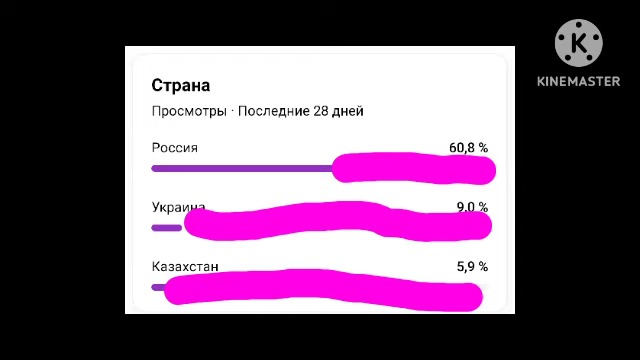 K
KINEMASTER
Страна
Просмотры · Последние 28 дней
Россия 60,8 %
Украина 9,0 %
Казахстан 5,9 %